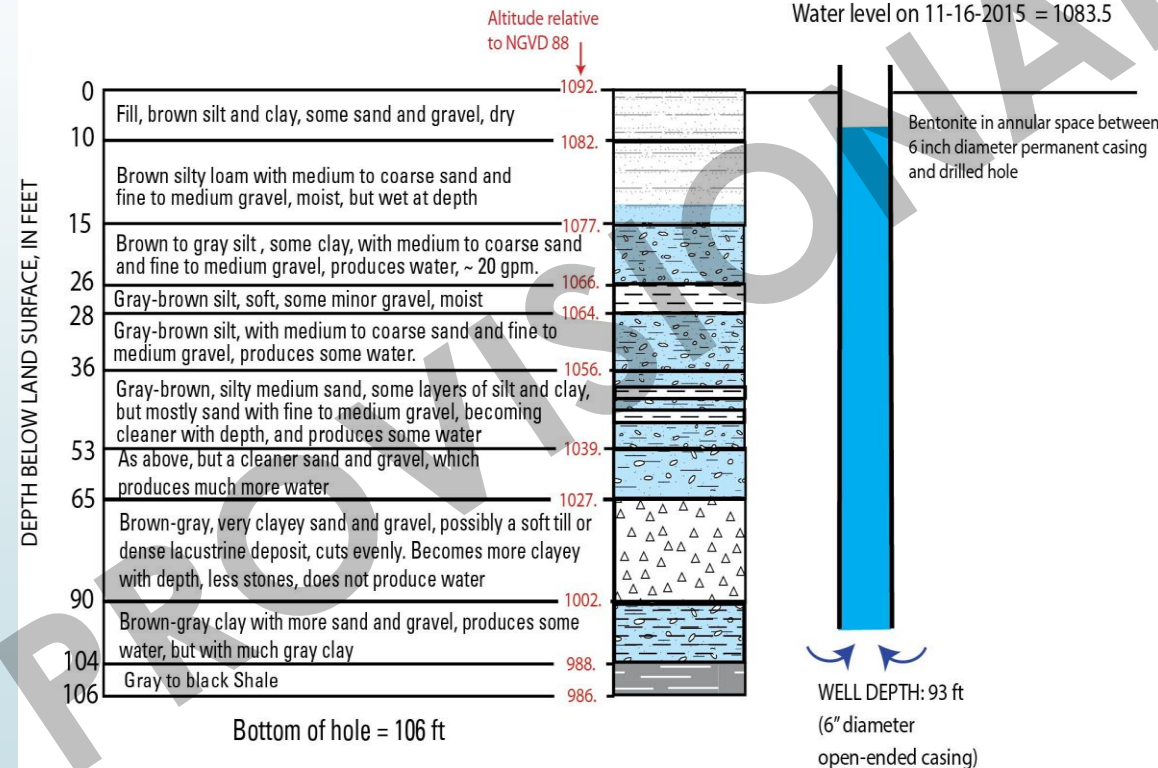 Altitude relative
to NGVD 88
Water level on 11-16-2015 = 1083.5
DEPTH BELOW LAND SURFACE, IN FEET
0
1092.
Fill, brown silt and clay, some sand and gravel, dry
10
1082.
Brown silty loam with medium to coarse sand and
fine to medium gravel, moist, but wet at depth
15
1077.
Brown to gray silt , some clay, with medium to coarse sand
and fine to medium gravel, produces water, ~ 20 gpm.
26
1066.
Gray-brown silt, soft, some minor gravel, moist
28
1064.
Gray-brown silt, with medium to coarse sand and fine to
medium gravel, produces some water.
36
1056.
Gray-brown, silty medium sand, some layers of silt and clay,
but mostly sand with fine to medium gravel, becoming
cleaner with depth, and produces some water
53
1039.
As above, but a cleaner sand and gravel, which
produces much more water
65
1027.
Brown-gray, very clayey sand and gravel, possibly a soft till or
dense lacustrine deposit, cuts evenly. Becomes more clayey
with depth, less stones, does not produce water
90
1002.
Brown-gray clay with more sand and gravel, produces some
water, but with much gray clay
104
988.
Gray to black Shale
106
986.
Bottom of hole = 106 ft
Bentonite in annular space between
6 inch diameter permanent casing
and drilled hole
WELL DEPTH: 93 ft
(6" diameter
open-ended casing)
PROVISIONA